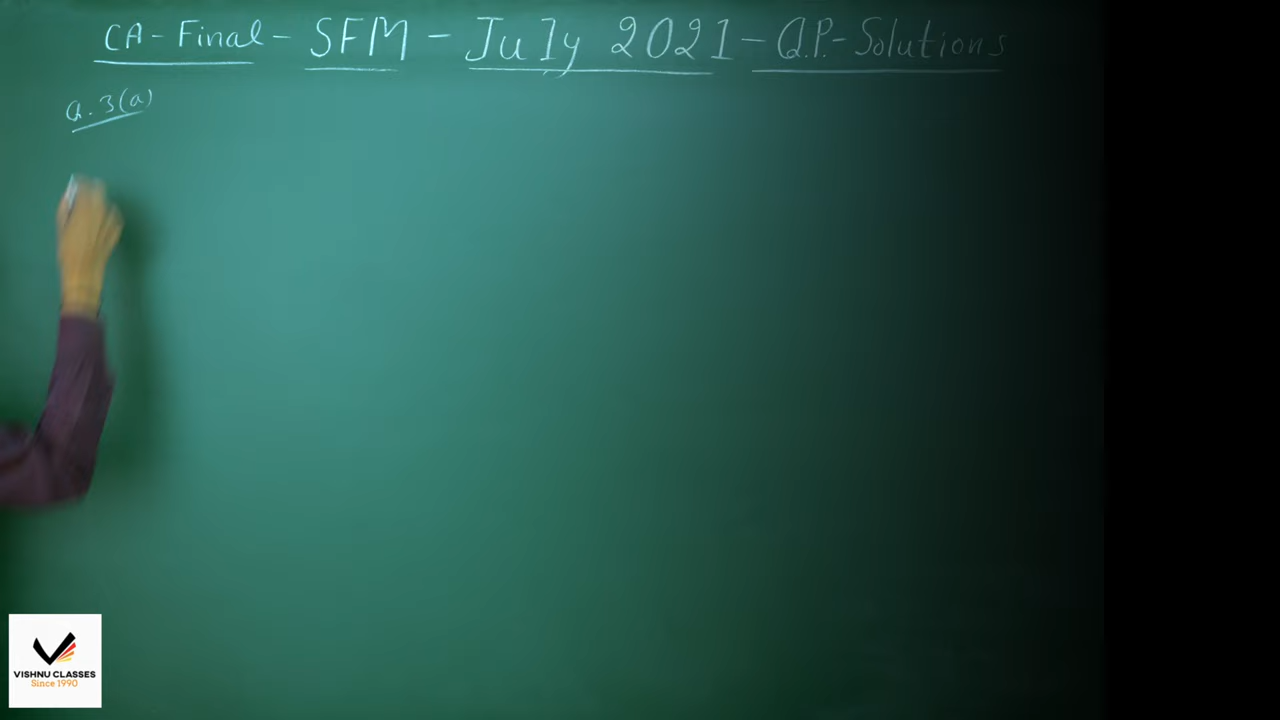 CA - Final - SFM - July 2021 - Q.P. - Solutions
Q. 3(a)
VISHNU CLASSES
Since 1990